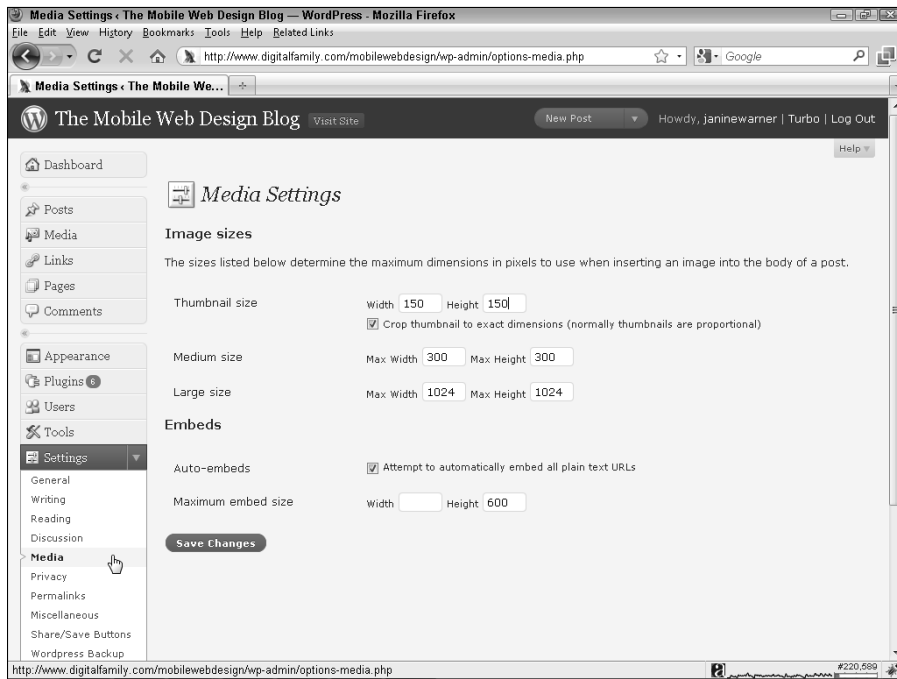 Media Settings ‹ The Mobile Web Design Blog — WordPress - Mozilla Firefox
File Edit View History Bookmarks Tools Help Related Links
http://www.digitalfamily.com/mobilewebdesign/wp-admin/options-media.php
Google
Media Settings ‹ The Mobile We...
The Mobile Web Design Blog Visit Site New Post Howdy, janinewarner | Turbo | Log Out
Help
Dashboard
Posts
Media
Links
Pages
Comments
Appearance
Plugins 6
Users
Tools
Settings
General
Writing
Reading
Discussion
Media
Privacy
Permalinks
Miscellaneous
Share/Save Buttons
Wordpress Backup
Media Settings
Image sizes
The sizes listed below determine the maximum dimensions in pixels to use when inserting an image into the body of a post.
Thumbnail size Width 150 Height 150
Crop thumbnail to exact dimensions (normally thumbnails are proportional)
Medium size Max Width 300 Max Height 300
Large size Max Width 1024 Max Height 1024
Embeds
Auto-embeds Attempt to automatically embed all plain text URLs
Maximum embed size Width Height 600
Save Changes
http://www.digitalfamily.com/mobilewebdesign/wp-admin/options-media.php
#220,589